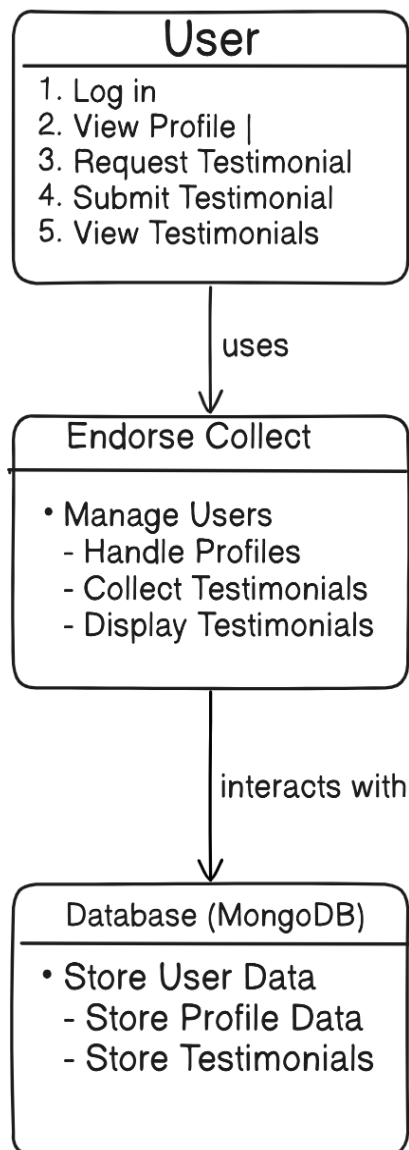 User
1. Log in
2. View Profile |
3. Request Testimonial
4. Submit Testimonial
5. View Testimonials
uses
Endorse Collect
• Manage Users
- Handle Profiles
- Collect Testimonials
- Display Testimonials
interacts with
Database (MongoDB)
• Store User Data
- Store Profile Data
- Store Testimonials